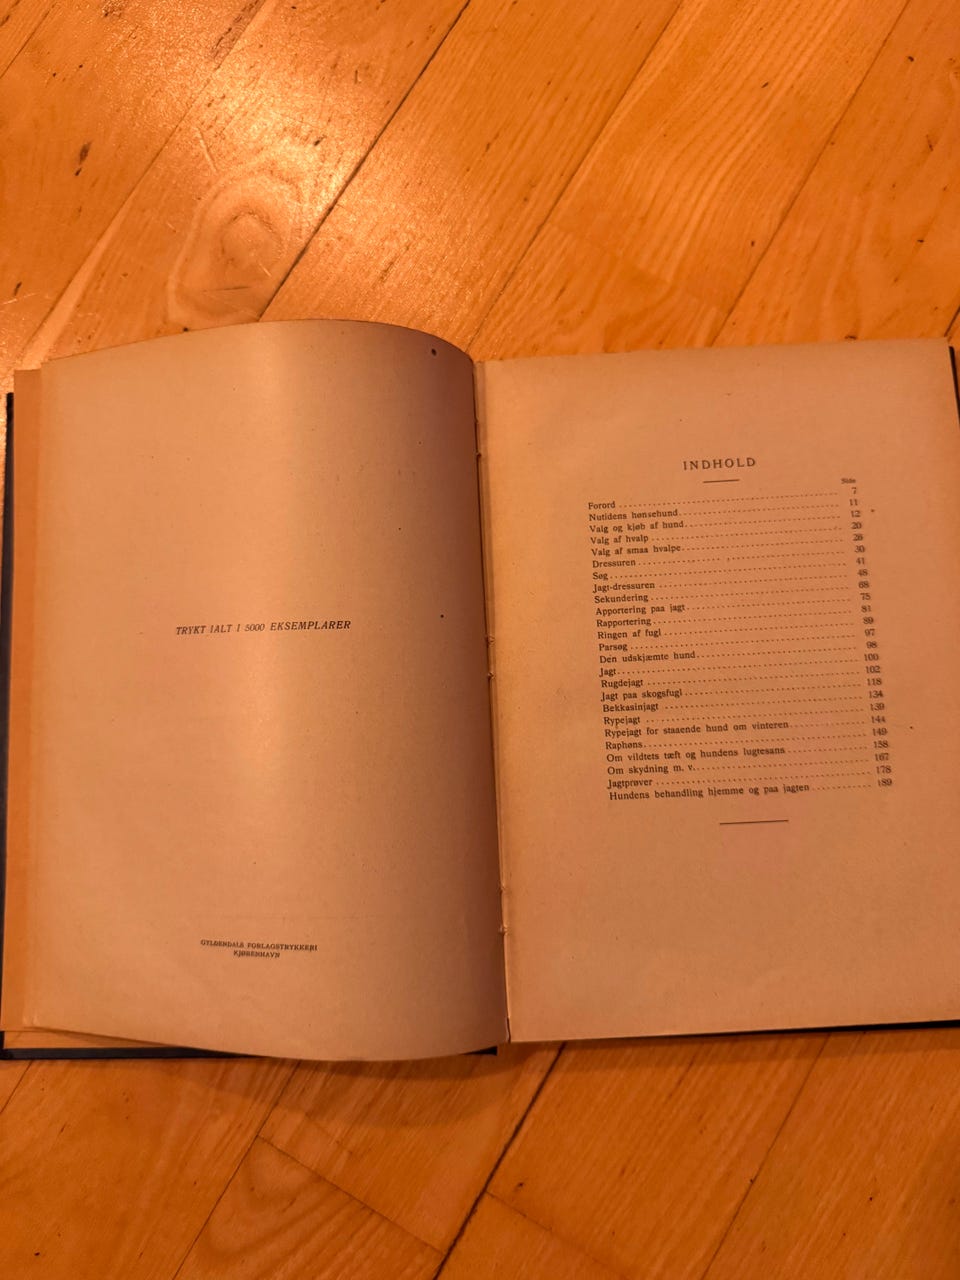 TRYKT IALT I 5000 EKSEMPLARER
GYLDENDALS FORLAGSTRYKKERI
KJØBENHAVN
INDHOLD
Side
Forord 7
Nutidens hønsehund 11
Valg og kjøb af hund 12
Valg af hvalp 20
Valg af smaa hvalpe 26
Dressuren 30
Søg 41
Jagt-dressuren 48
Sekundering 68
Apportering paa jagt 75
Rapportering 81
Ringen af fugl 89
Parsøg 97
Den udskjæmte hund 98
Jagt 100
Rugdejagt 102
Jagt paa skogsfugl 118
Bekkasinjagt 134
Rypejagt 139
Rypejagt for staaende hund om vinteren 144
Raphøns 149
Om vildtets tæft og hundens lugtesans 158
Om skydning m. v. 167
Jagtprøver 178
Hundens behandling hjemme og paa jagten 189